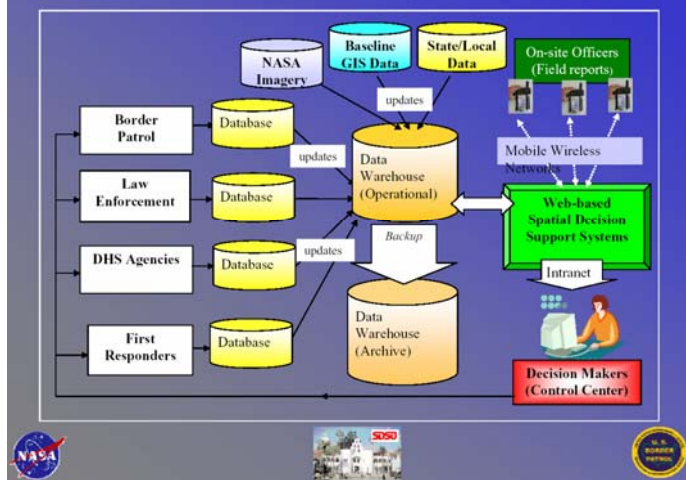 NASA
Imagery
Baseline
GIS Data
State/Local
Data
On-site Officers
(Field reports)
updates
Border
Patrol
Database
updates
Data
Warehouse
(Operational)
Mobile Wireless
Networks
Law
Enforcement
Database
Web-based
Spatial Decision
Support Systems
DHS Agencies
Database
updates
Backup
Intranet
First
Responders
Database
Data
Warehouse
(Archive)
Decision Makers
(Control Center)
NASA
SDSU
U. S.
BORDER
PATROL